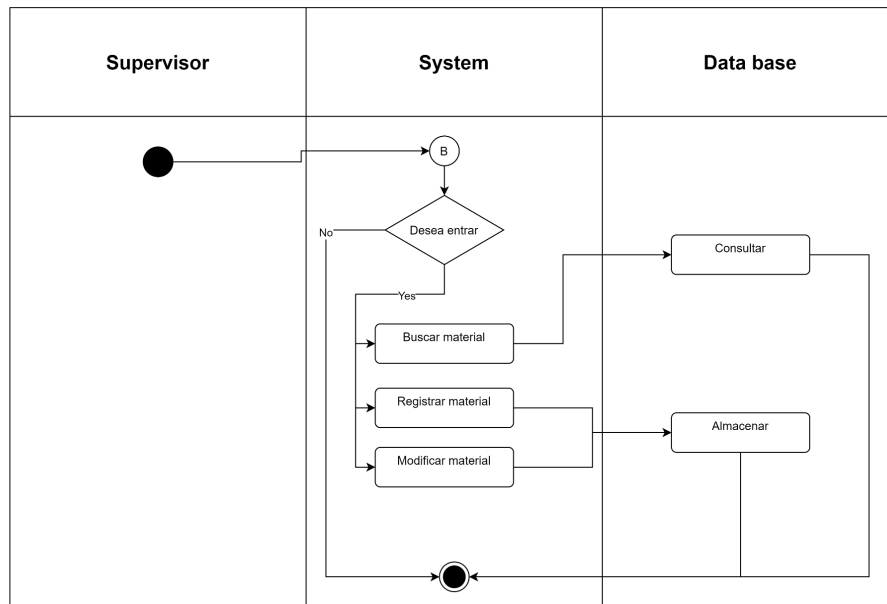 Supervisor
System
Data base
B
Desea entrar
No
Consultar
Yes
Buscar material
Registrar material
Almacenar
Modificar material